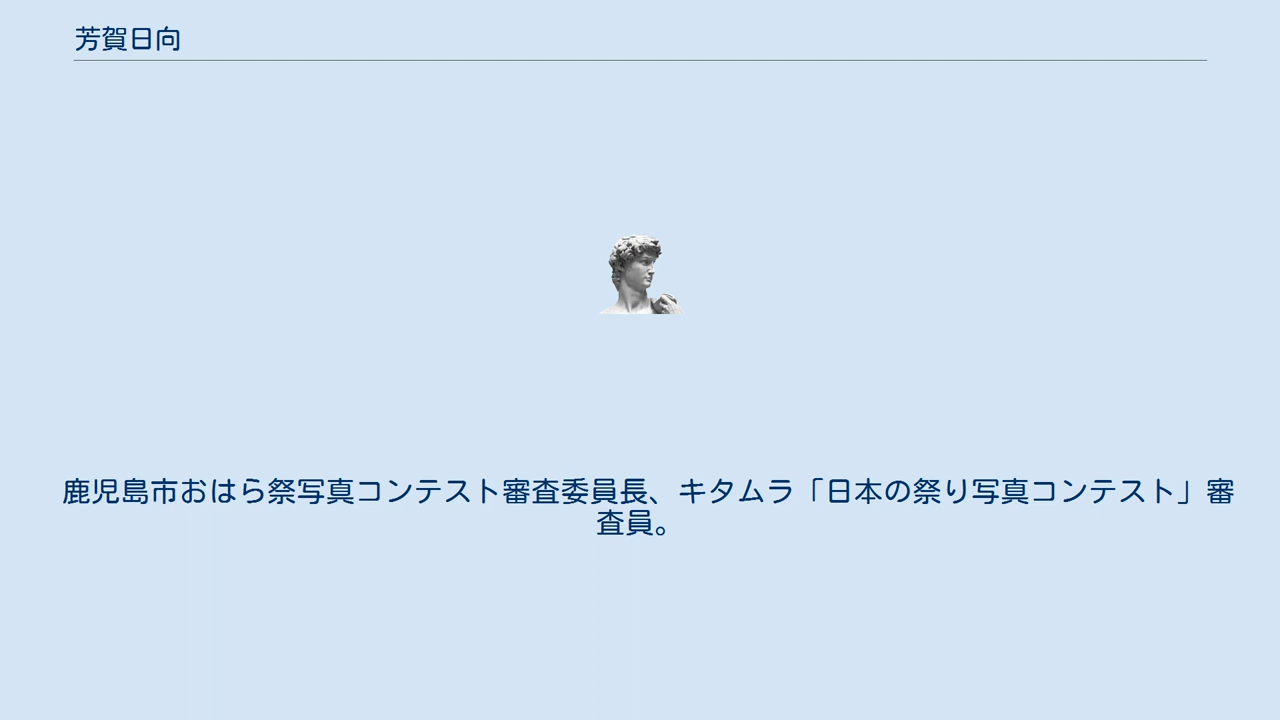 芳賀日向
鹿児島市おはら祭写真コンテスト審査委員長、キタムラ「日本の祭り写真コンテスト」審
査員。